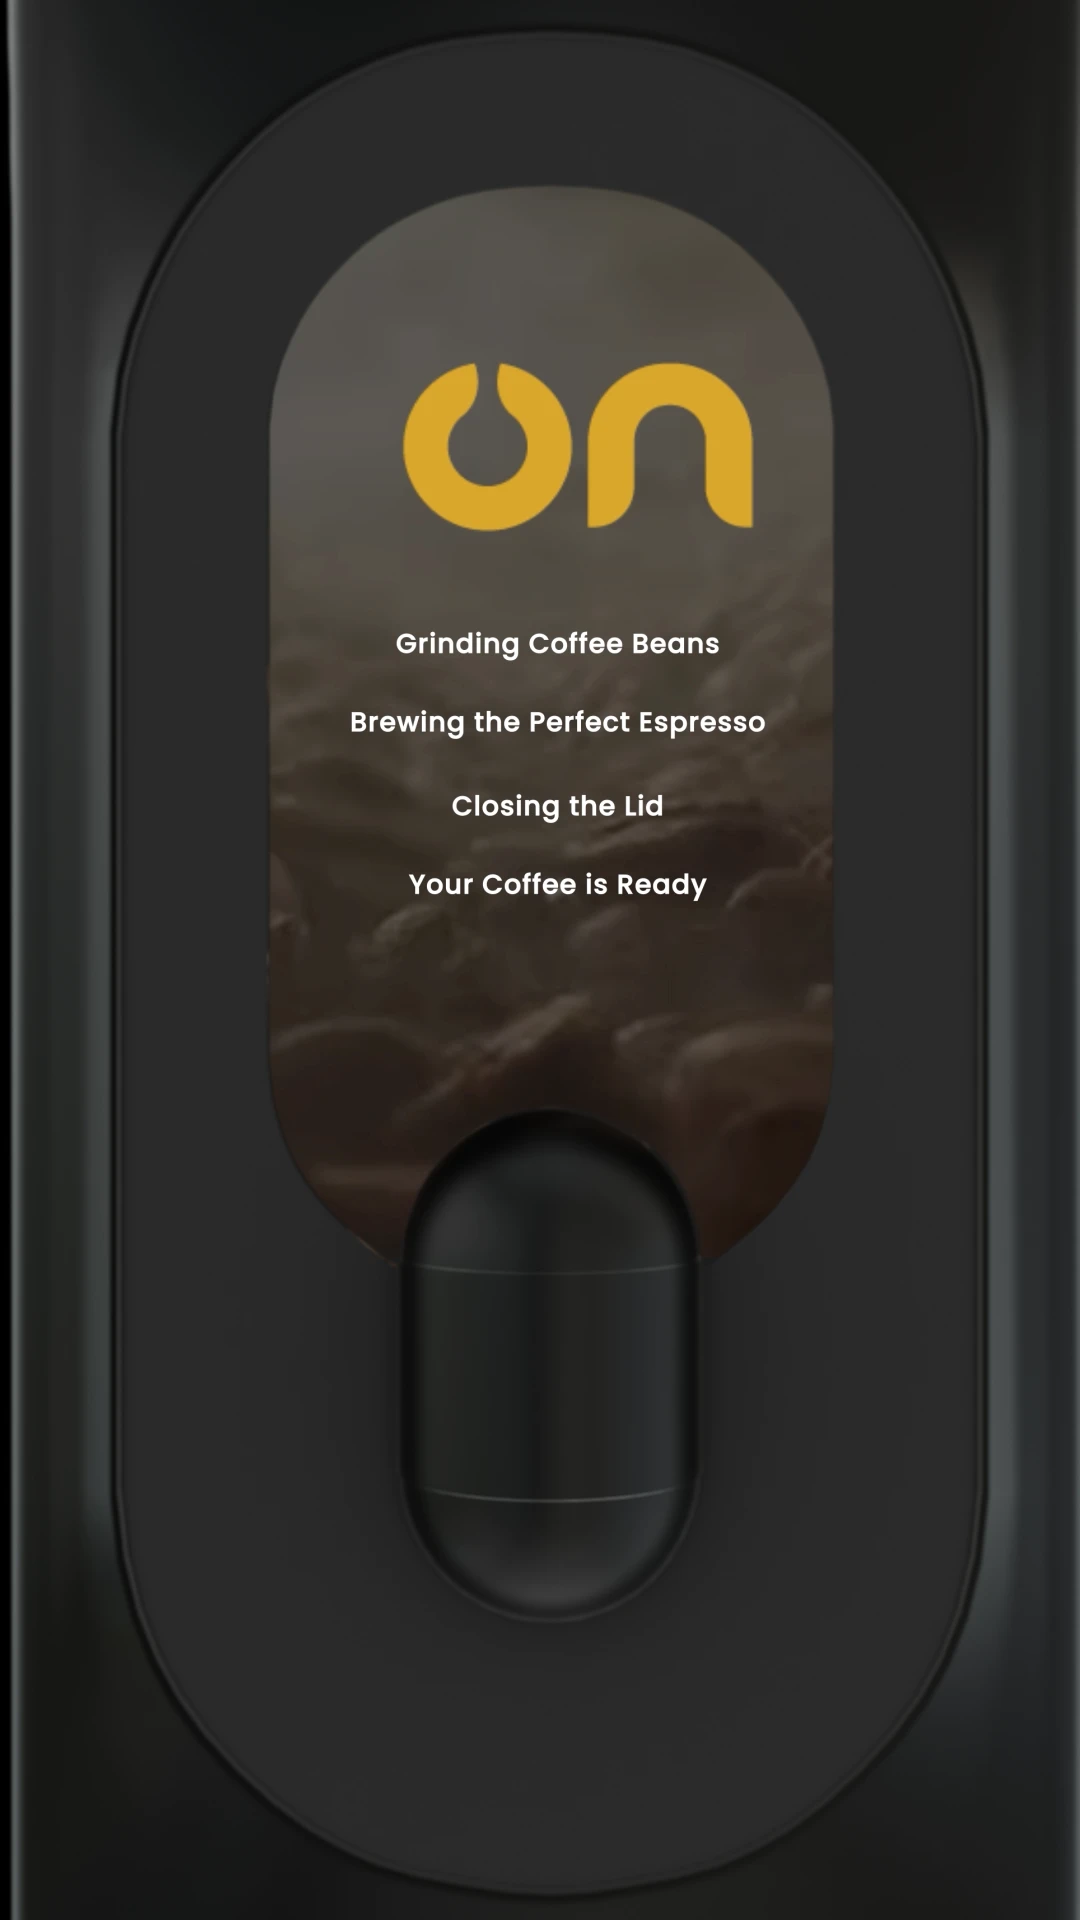 on
Grinding Coffee Beans
Brewing the Perfect Espresso
Closing the Lid
Your Coffee is Ready